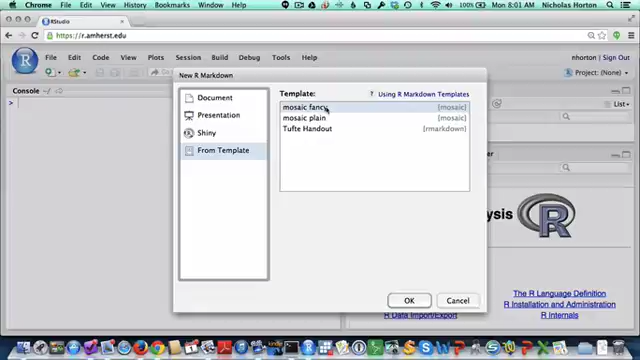 Chrome File Edit View History Bookmarks Window Help
100% Mon 8:01 AM Nicholas Horton
RStudio
https://r.amherst.edu
File Edit Code View Plots Session Build Debug Tools Help
nhorton | Sign Out
Project: (None)
Console ~/
>
List
New R Markdown
Document
Presentation
Shiny
From Template
Template:
? Using R Markdown Templates
mosaic fancy [mosaic]
mosaic plain [mosaic]
Tufte Handout [rmarkdown]
OK
Cancel
R
The R Language Definition
R Installation and Administration
R Data Import/Export
R Internals